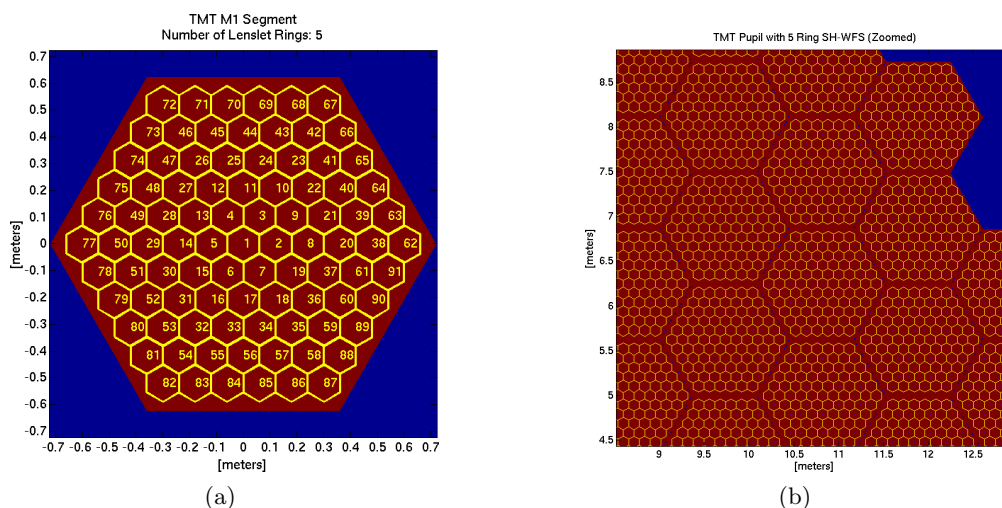 TMT M1 Segment
Number of Lenslet Rings: 5
0.7
0.6
0.5
0.4
0.3
0.2
0.1
0
-0.1
-0.2
-0.3
-0.4
-0.5
-0.6
-0.7
[meters]
72 71 70 69 68 67
73 46 45 44 43 42 66
74 47 26 25 24 23 41 65
75 48 27 12 11 10 22 40 64
76 49 28 13 4 3 9 21 39 63
77 50 29 14 5 1 2 8 20 38 62
78 51 30 15 6 7 19 37 61 91
79 52 31 16 17 18 36 60 90
80 53 32 33 34 35 59 89
81 54 55 56 57 58 88
82 83 84 85 86 87
-0.7 -0.6 -0.5 -0.4 -0.3 -0.2 -0.1 0 0.1 0.2 0.3 0.4 0.5 0.6 0.7
[meters]
(a)
TMT Pupil with 5 Ring SH-WFS (Zoomed)
8.5
8
7.5
7
6.5
6
5.5
5
4.5
[meters]
9 9.5 10 10.5 11 11.5 12 12.5
[meters]
(b)